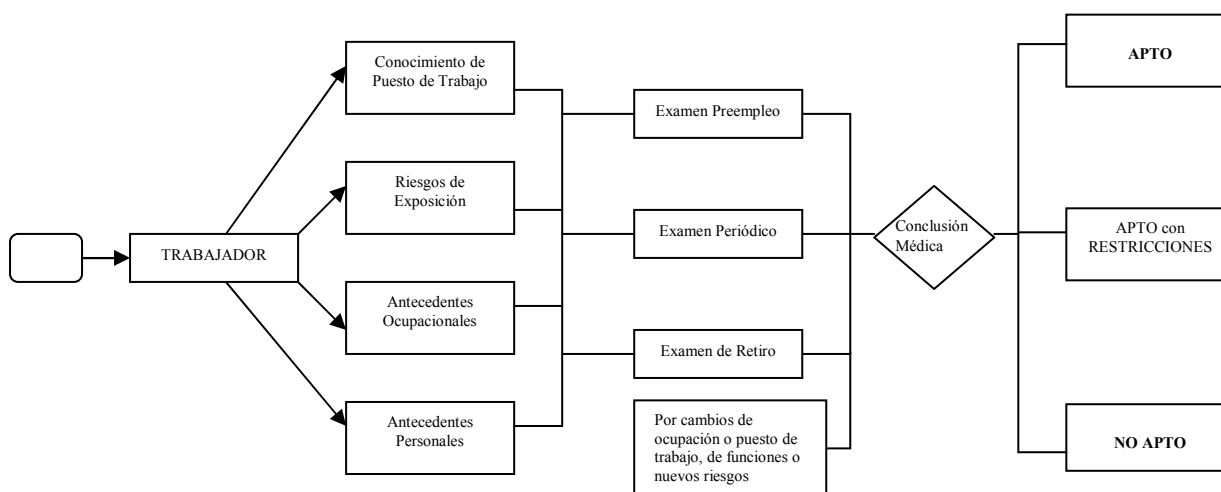 TRABAJADOR
Conocimiento de
Puesto de Trabajo
Riesgos de
Exposición
Antecedentes
Ocupacionales
Antecedentes
Personales
Examen Preempleo
Examen Periódico
Examen de Retiro
Por cambios de
ocupación o puesto de
trabajo, de funciones o
nuevos riesgos
Conclusión
Médica
APTO
APTO con
RESTRICCIONES
NO APTO